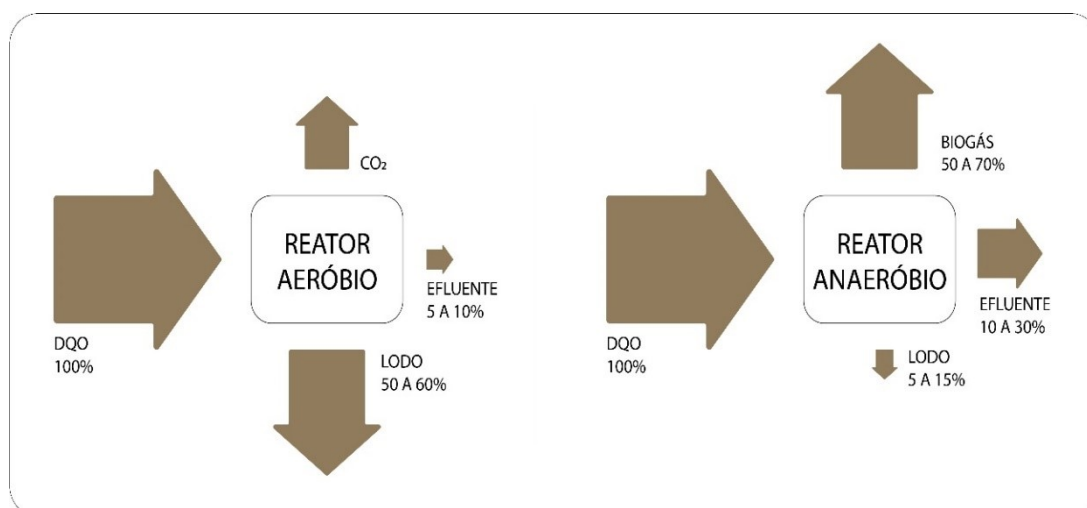 CO₂
REATOR
AERÓBIO
EFLUENTE
5 A 10%
DQO
100%
LODO
50 A 60%
BIOGÁS
50 A 70%
REATOR
ANAERÓBIO
EFLUENTE
10 A 30%
DQO
100%
LODO
5 A 15%